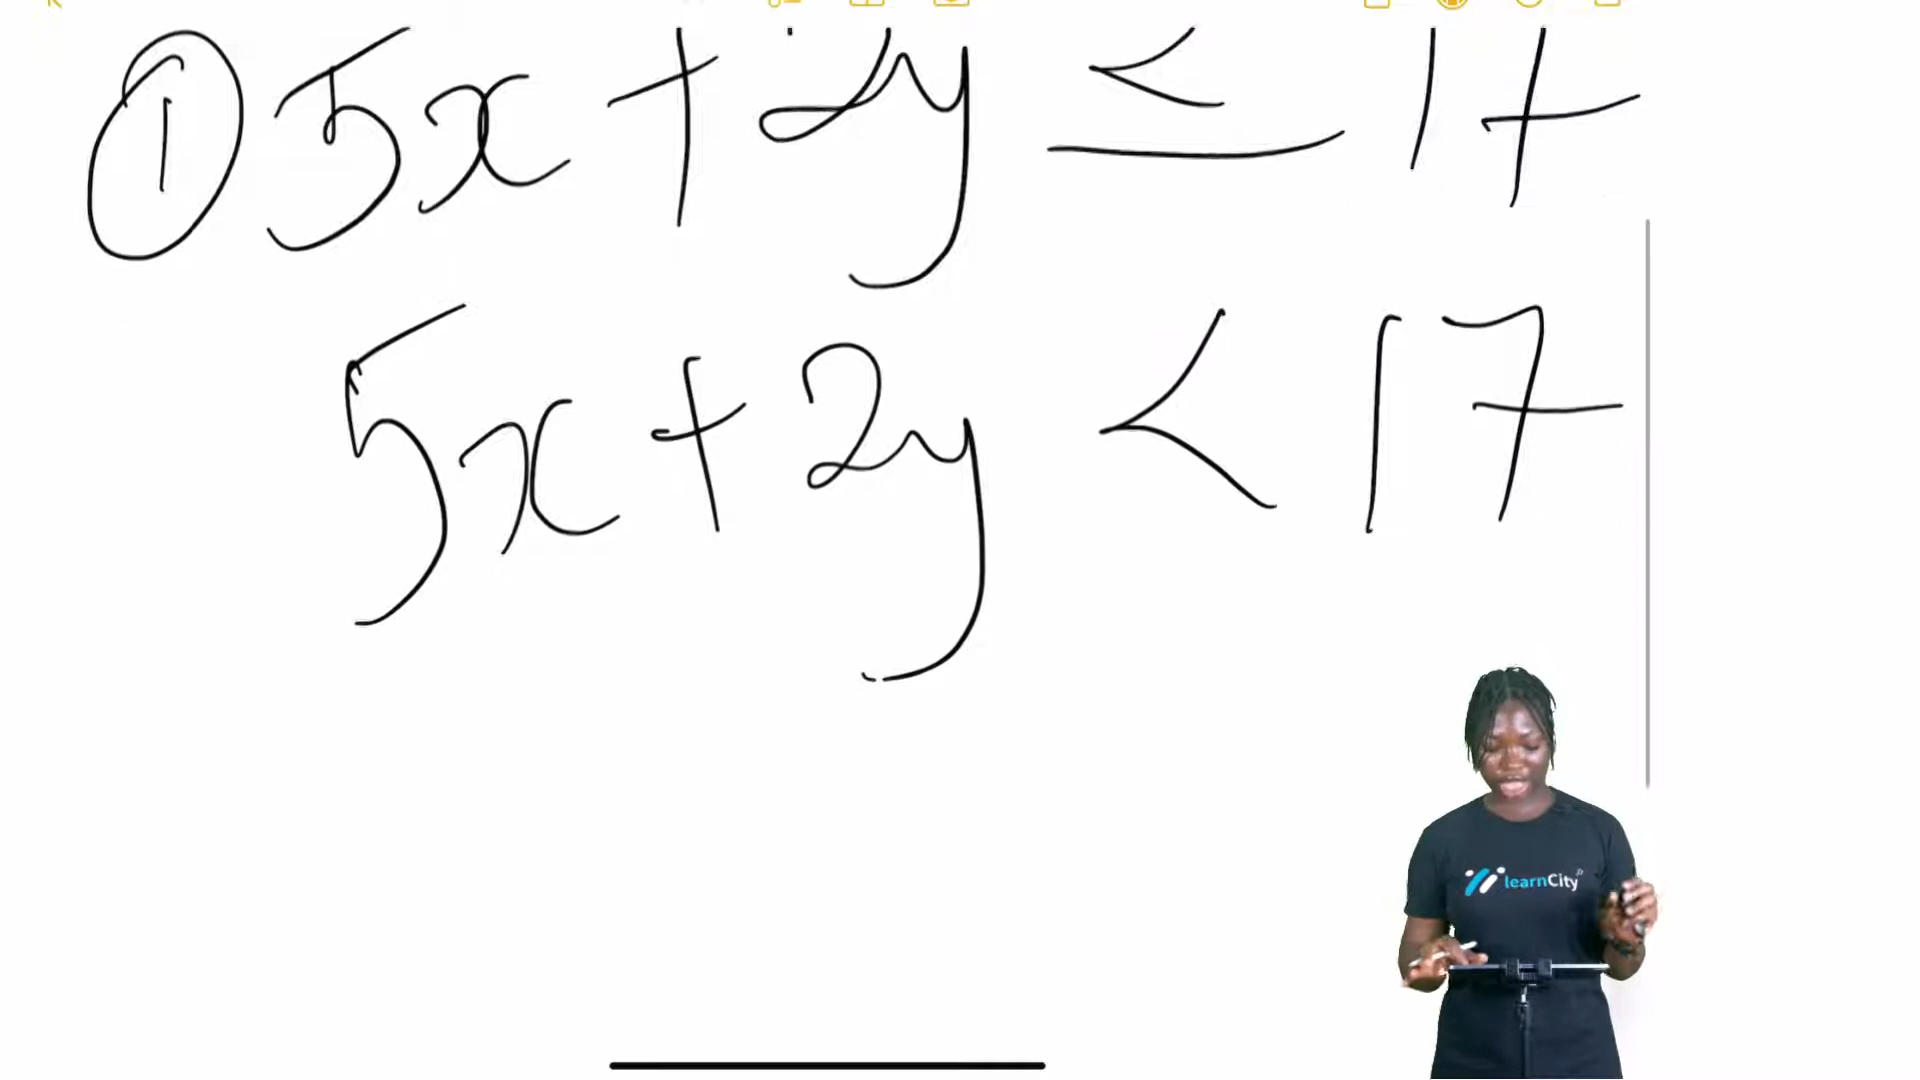 ① 5x + 2y ≤ 17
5x + 2y < 17
learnCity